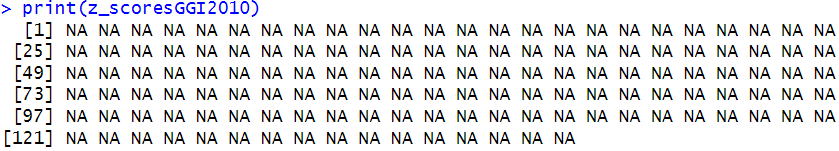 > print(z_scoresGGI2010)
[1] NA NA NA NA NA NA NA NA NA NA NA NA NA NA NA NA NA NA NA NA NA NA NA NA
[25] NA NA NA NA NA NA NA NA NA NA NA NA NA NA NA NA NA NA NA NA NA NA NA NA
[49] NA NA NA NA NA NA NA NA NA NA NA NA NA NA NA NA NA NA NA NA NA NA NA NA
[73] NA NA NA NA NA NA NA NA NA NA NA NA NA NA NA NA NA NA NA NA NA NA NA NA
[97] NA NA NA NA NA NA NA NA NA NA NA NA NA NA NA NA NA NA NA NA NA NA NA NA
[121] NA NA NA NA NA NA NA NA NA NA NA NA NA NA NA NA